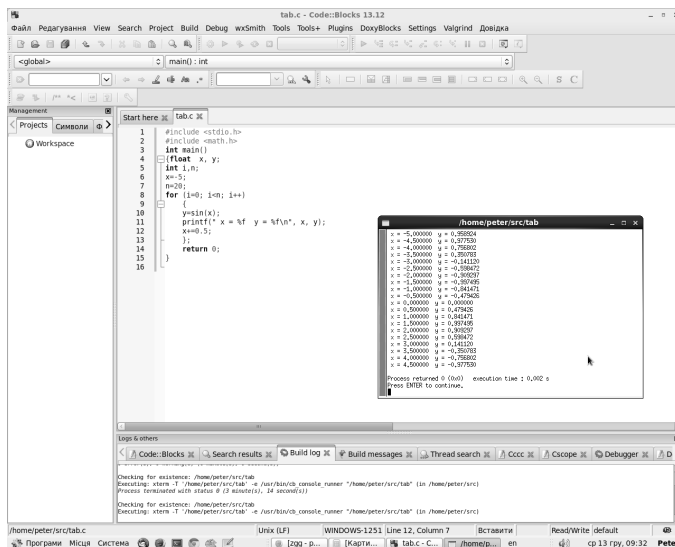 tab.c - Code::Blocks 13.12
Файл Редагування View Search Project Build Debug wxSmith Tools Tools+ Plugins DoxyBlocks Settings Valgrind Довідка
<global> main() : int
S C
/** *<
Management
Projects Символи Ф
Workspace
Start here tab.c
1 #include <stdio.h>
2 #include <math.h>
3 int main()
4 {float x, y;
5 int i,n;
6 x=-5;
7 n=20;
8 for (i=0; i<n; i++)
9 {
10 y=sin(x);
11 printf(" x = %f y = %f\n", x, y);
12 x+=0.5;
13 };
14 return 0;
15 }
16
/home/peter/src/tab
x = -5.000000 y = 0.958924
x = -4.500000 y = 0.977530
x = -4.000000 y = 0.756802
x = -3.500000 y = 0.350783
x = -3.000000 y = -0.141120
x = -2.500000 y = -0.598472
x = -2.000000 y = -0.909297
x = -1.500000 y = -0.997495
x = -1.000000 y = -0.841471
x = -0.500000 y = -0.479426
x = 0.000000 y = 0.000000
x = 0.500000 y = 0.479426
x = 1.000000 y = 0.841471
x = 1.500000 y = 0.997495
x = 2.000000 y = 0.909297
x = 2.500000 y = 0.598472
x = 3.000000 y = 0.141120
x = 3.500000 y = -0.350783
x = 4.000000 y = -0.756802
x = 4.500000 y = -0.977530
Process returned 0 (0x0) execution time : 0.002 s
Press ENTER to continue.
Logs & others
Code::Blocks Search results Build log Build messages Thread search Cccc Cscope Debugger D
Checking for existence: /home/peter/src/tab
Executing: xterm -T '/home/peter/src/tab' -e /usr/bin/cb_console_runner "/home/peter/src/tab" (in /home/peter/src)
Process terminated with status 0 (3 minute(s), 14 second(s))
Checking for existence: /home/peter/src/tab
Executing: xterm -T '/home/peter/src/tab' -e /usr/bin/cb_console_runner "/home/peter/src/tab" (in /home/peter/src)
/home/peter/src/tab.c Unix (LF) WINDOWS-1251 Line 12, Column 7 Вставити Read/Write default
Програми Місця Система [zgg - p... [Карти... tab.c - C... /home/p... en ср 13 гру, 09:32 Pete